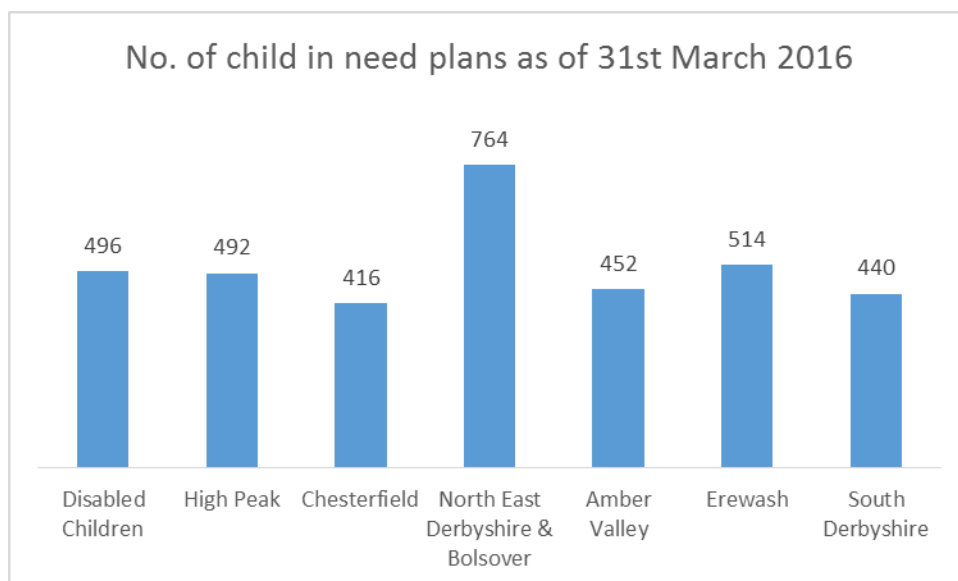 No. of child in need plans as of 31st March 2016
764
496
492
416
452
514
440
Disabled
Children
High Peak
Chesterfield
North East
Derbyshire &
Bolsover
Amber
Valley
Erewash
South
Derbyshire